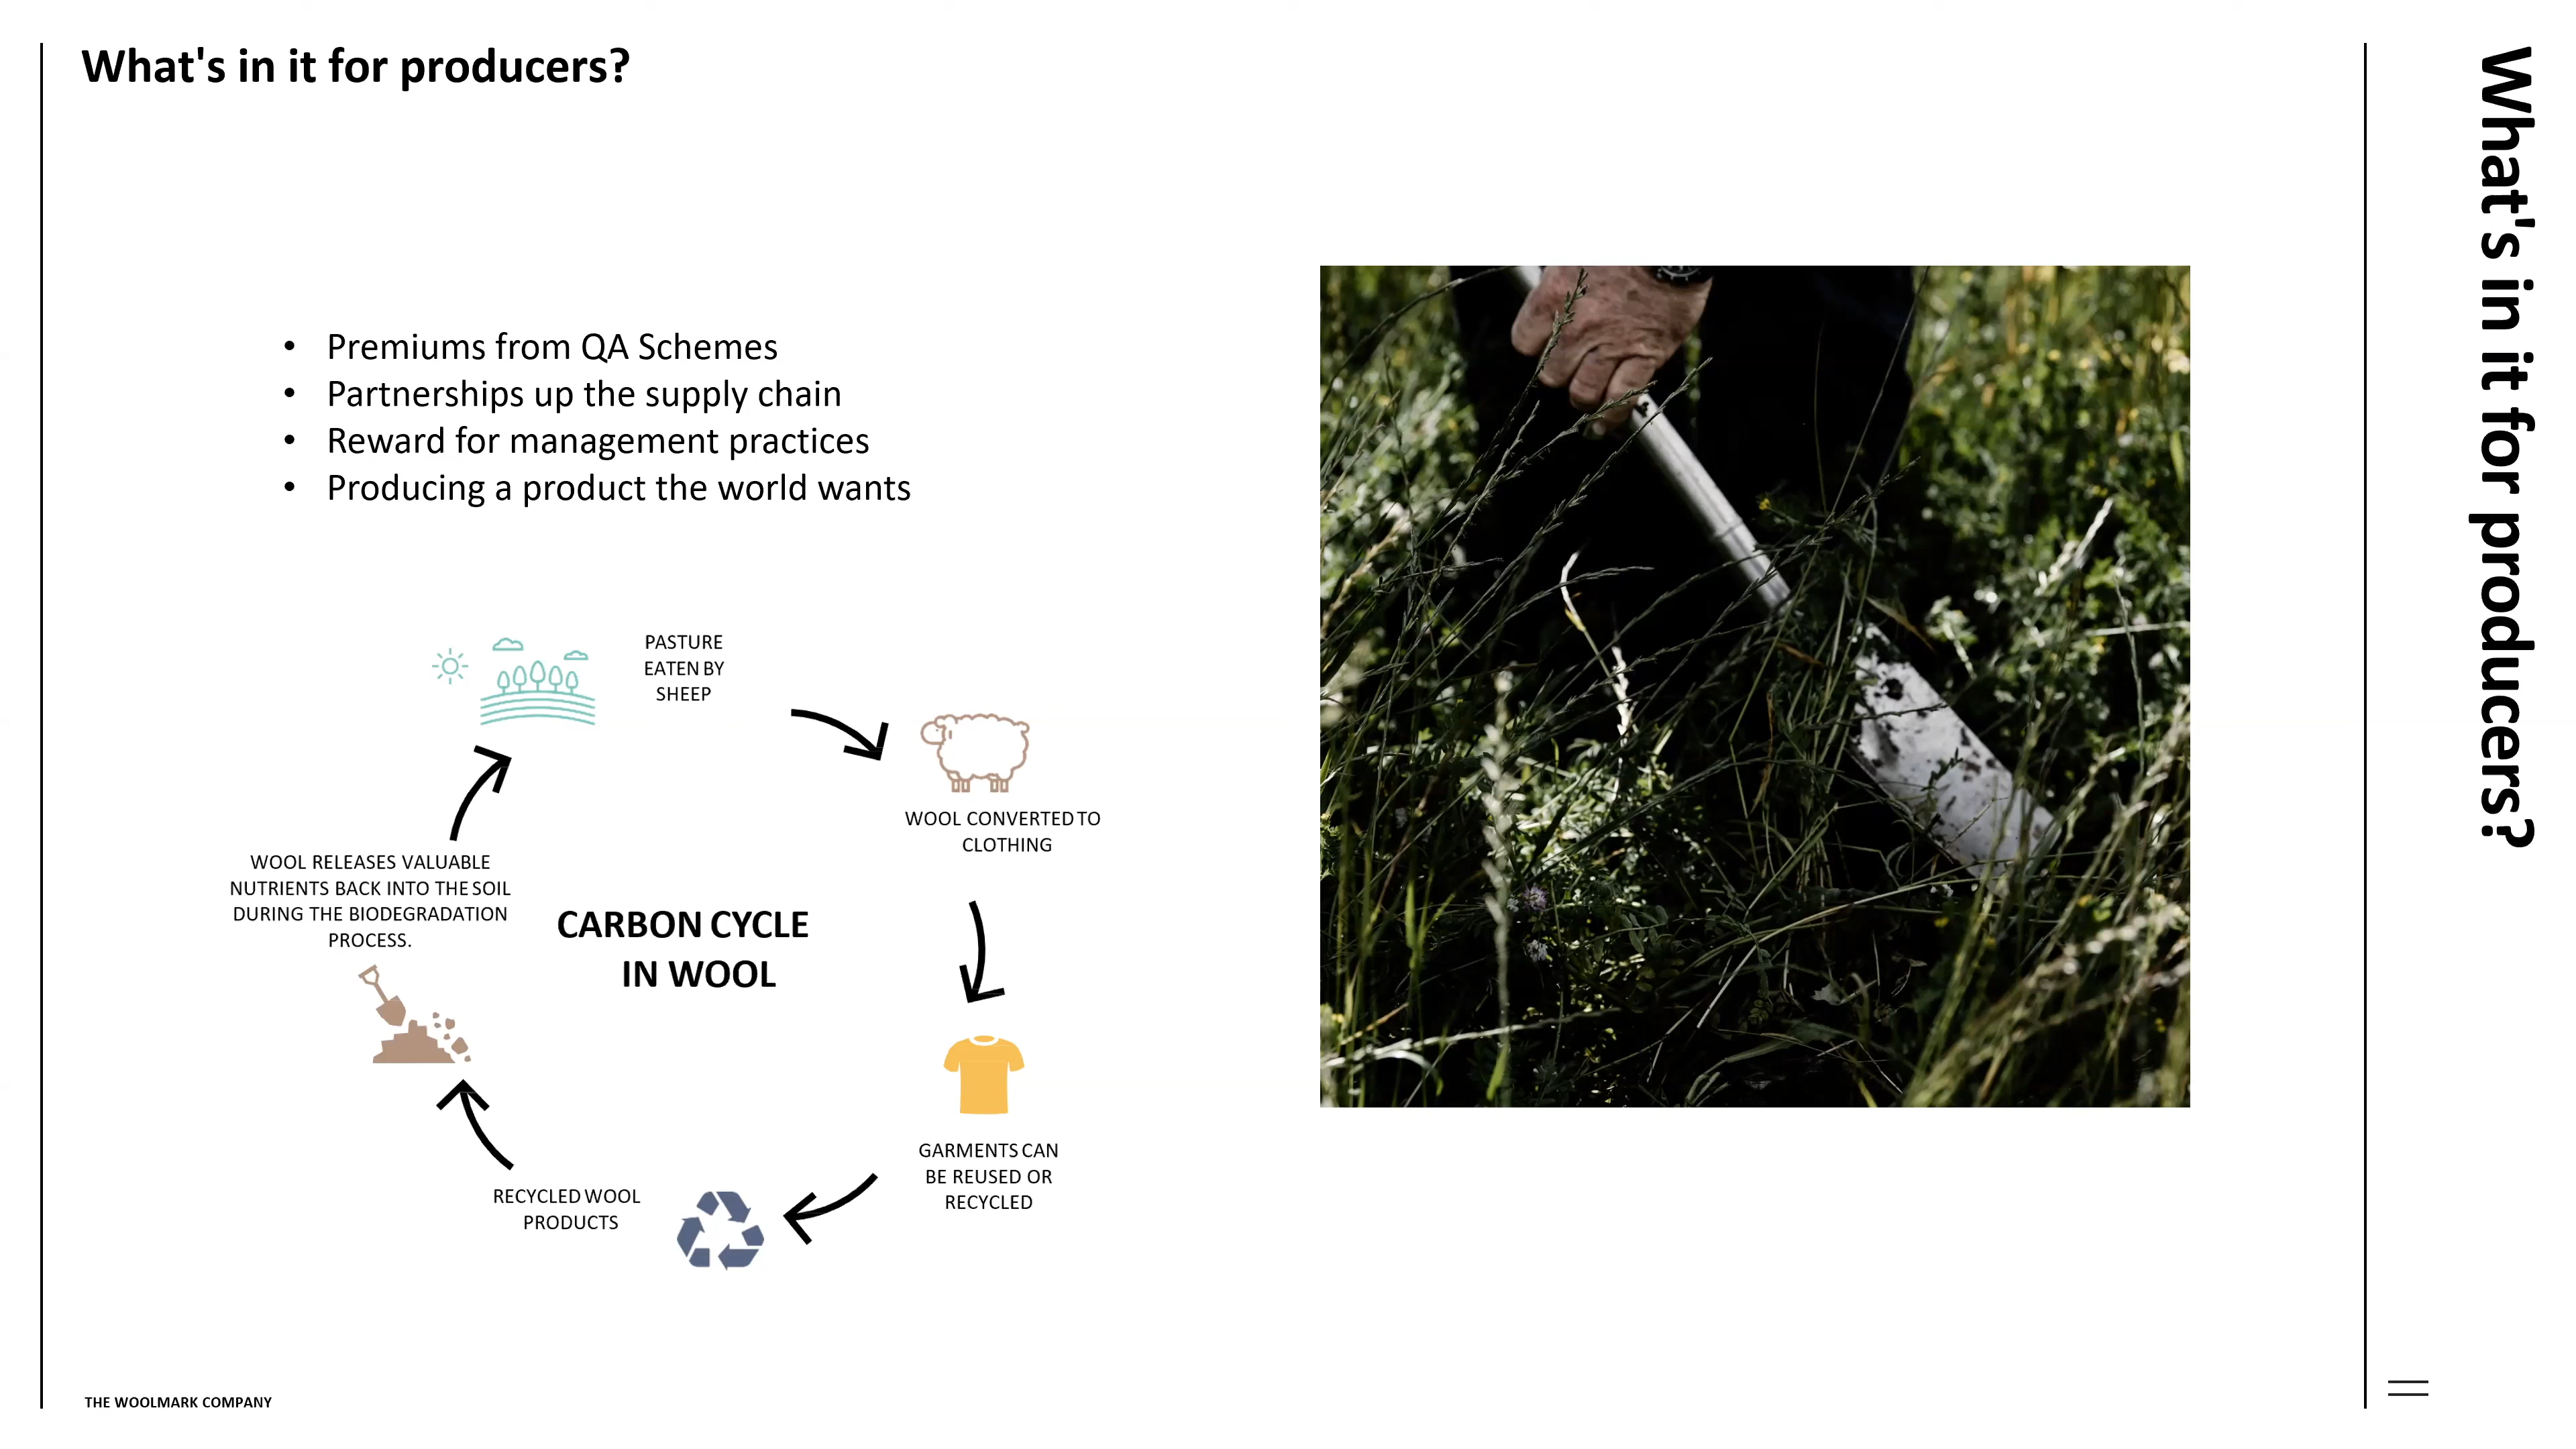 What's in it for producers?
• Premiums from QA Schemes
• Partnerships up the supply chain
• Reward for management practices
• Producing a product the world wants
PASTURE
EATEN BY
SHEEP
WOOL CONVERTED TO
CLOTHING
GARMENTS CAN
BE REUSED OR
RECYCLED
RECYCLED WOOL
PRODUCTS
WOOL RELEASES VALUABLE
NUTRIENTS BACK INTO THE SOIL
DURING THE BIODEGRADATION
PROCESS.
CARBON CYCLE
IN WOOL
THE WOOLMARK COMPANY
What's in it for producers?